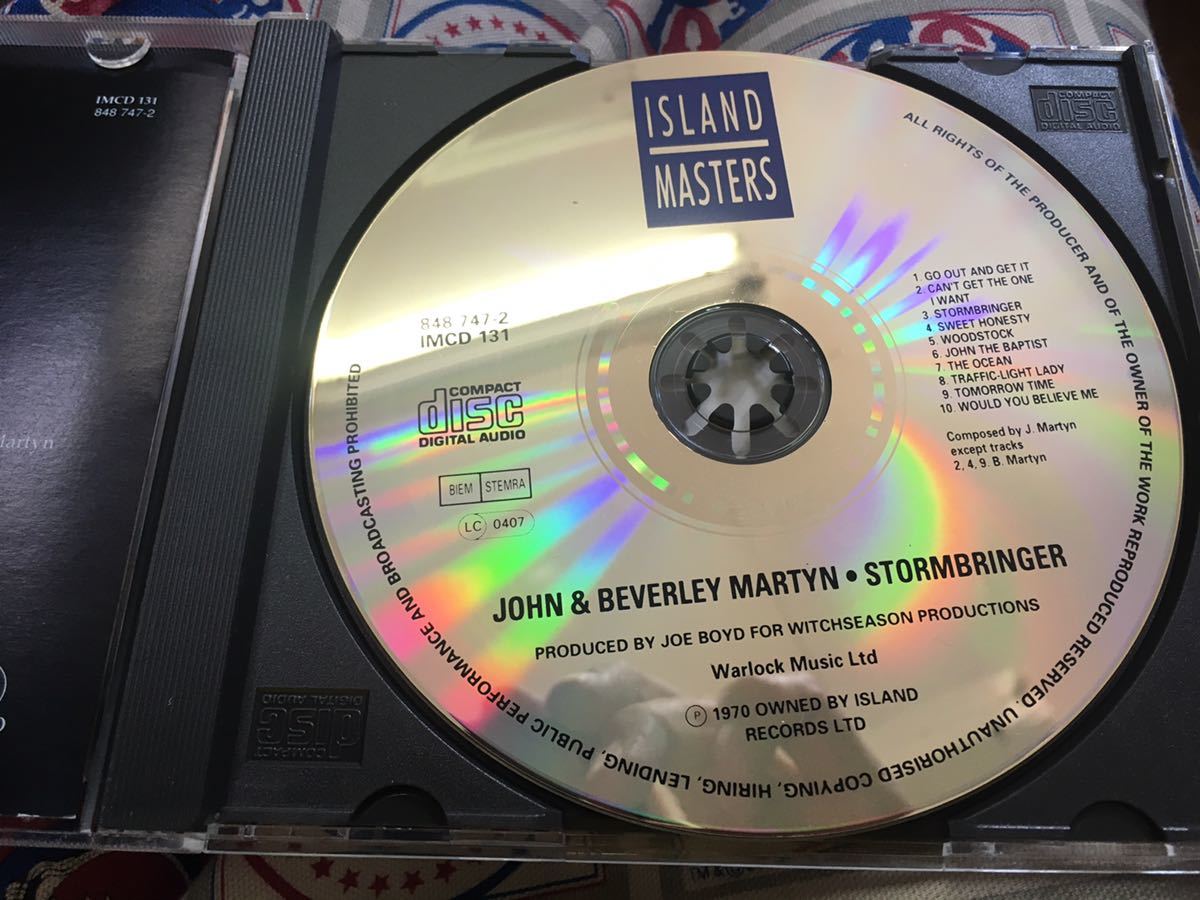 IMCD 131
848 747-2
Martyn
ISLAND
MASTERS
COMPACT
disc
DIGITAL AUDIO
848 747-2
IMCD 131
COMPACT
disc
DIGITAL AUDIO
BIEM STEMRA
LC 0407
1. GO OUT AND GET IT
2. CAN'T GET THE ONE
I WANT
3. STORMBRINGER
4. SWEET HONESTY
5. WOODSTOCK
6. JOHN THE BAPTIST
7. THE OCEAN
8. TRAFFIC-LIGHT LADY
9. TOMORROW TIME
10. WOULD YOU BELIEVE ME
Composed by J. Martyn
except tracks
2, 4, 9. B. Martyn
JOHN & BEVERLEY MARTYN • STORMBRINGER
PRODUCED BY JOE BOYD FOR WITCHSEASON PRODUCTIONS
Warlock Music Ltd
Ⓟ 1970 OWNED BY ISLAND
RECORDS LTD
ALL RIGHTS OF THE PRODUCER AND OF THE OWNER OF THE WORK REPRODUCED RESERVED. UNAUTHORISED COPYING, HIRING, LENDING, PUBLIC PERFORMANCE AND BROADCASTING PROHIBITED
COMPACT
disc
DIGITAL AUDIO